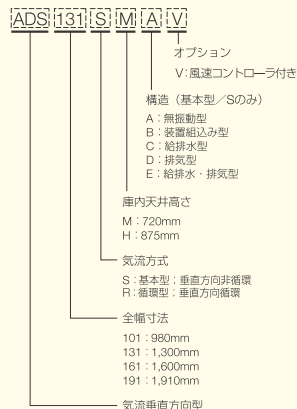 ADS 131 S M A V
オプション
V：風速コントローラ付き
構造（基本型／Sのみ）
A：無振動型
B：装置組込み型
C：給排水型
D：排気型
E：給排水・排気型
庫内天井高さ
M：720mm
H：875mm
気流方式
S：基本型：垂直方向非循環
R：循環型：垂直方向循環
全幅寸法
101：980mm
131：1,300mm
161：1,600mm
191：1,910mm
気流垂直方向型